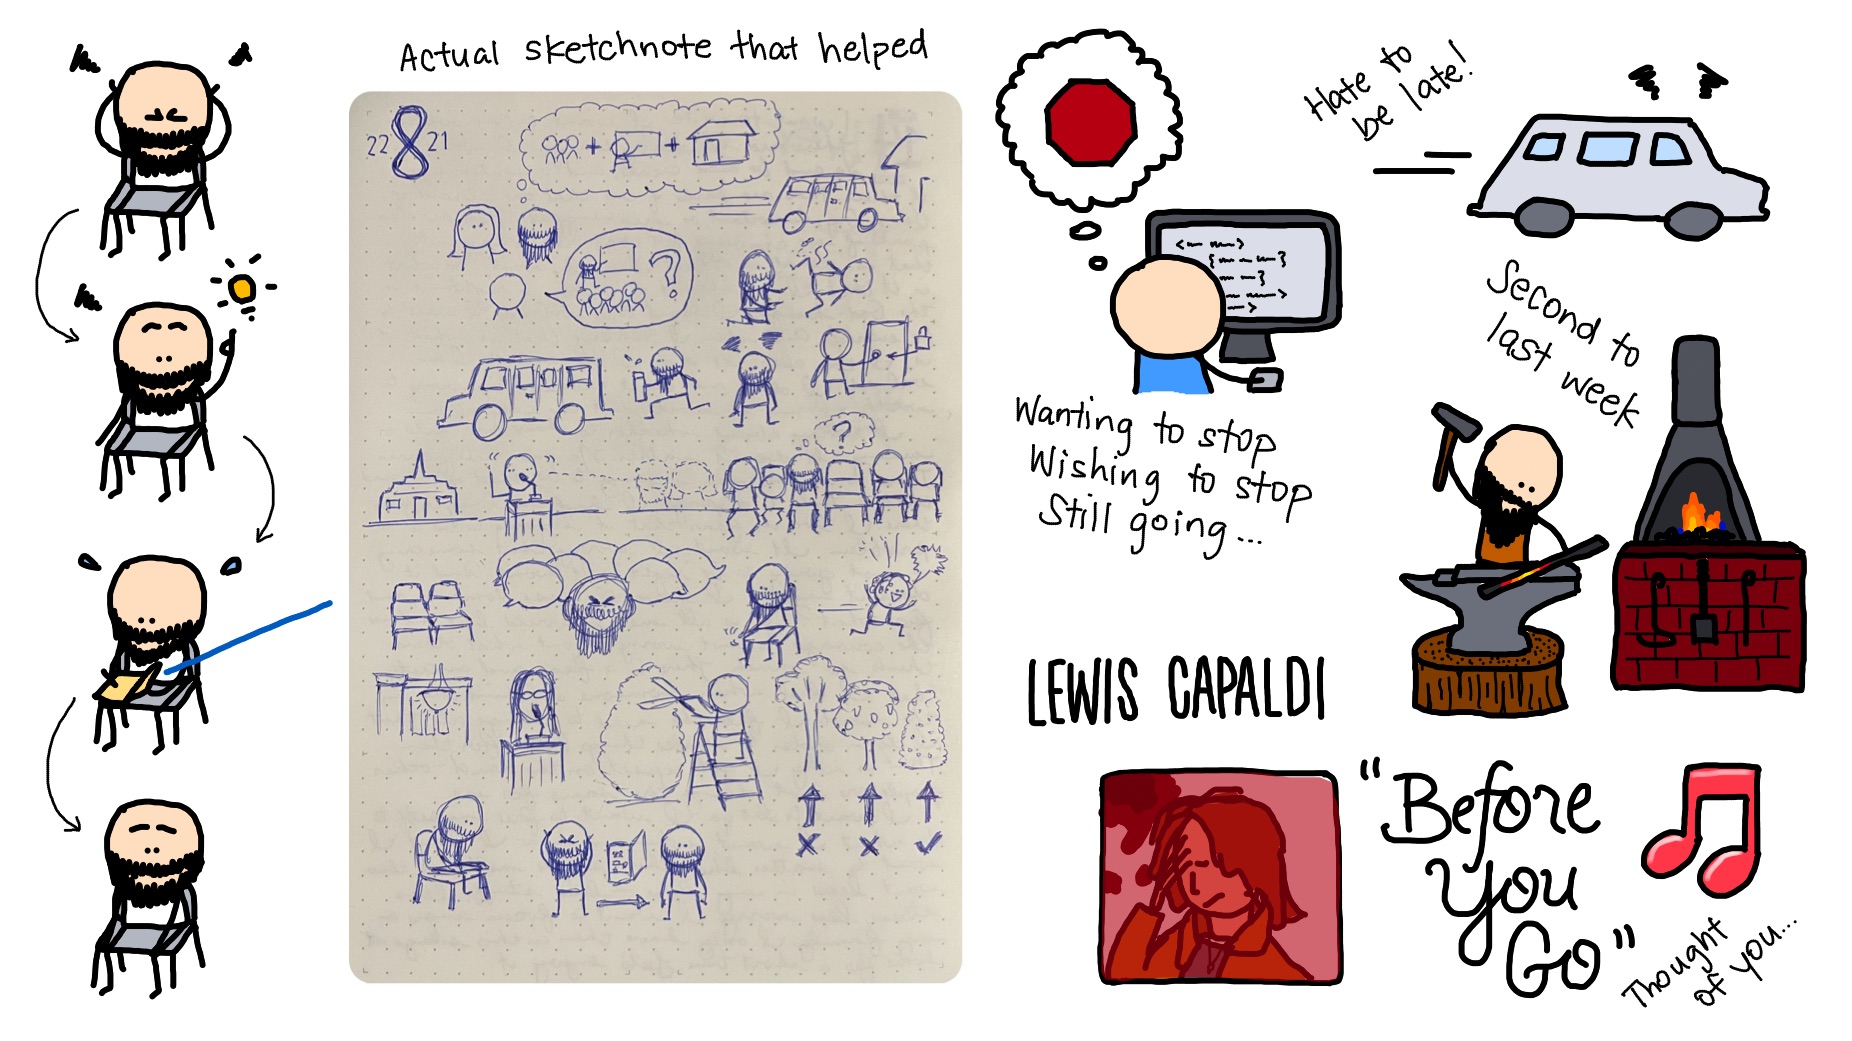 Actual sketchnote that helped
22 8 21
?
?
Wanting to stop
Wishing to stop
Still going...
Hate to
be late!
Second to
last week
LEWIS CAPALDI
"Before
You
Go"
Thought
of you...